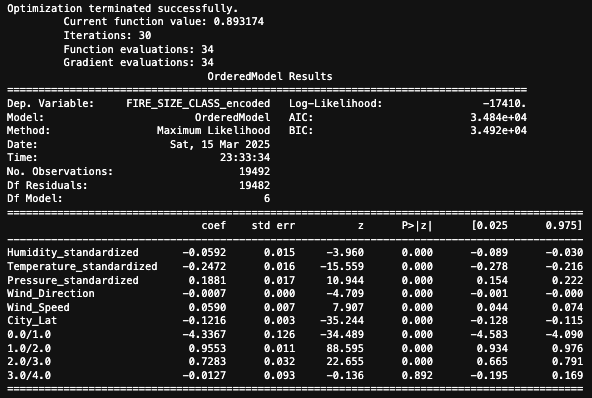 Optimization terminated successfully.
Current function value: 0.893174
Iterations: 30
Function evaluations: 34
Gradient evaluations: 34
OrderedModel Results
==============================================================================
Dep. Variable: FIRE_SIZE_CLASS_encoded Log-Likelihood: -17410.
Model: OrderedModel AIC: 3.484e+04
Method: Maximum Likelihood BIC: 3.492e+04
Date: Sat, 15 Mar 2025
Time: 23:33:34
No. Observations: 19492
Df Residuals: 19482
Df Model: 6
============================================================================================
coef std err z P>|z| [0.025 0.975]
--------------------------------------------------------------------------------------------
Humidity_standardized -0.0592 0.015 -3.960 0.000 -0.089 -0.030
Temperature_standardized -0.2472 0.016 -15.559 0.000 -0.278 -0.216
Pressure_standardized 0.1881 0.017 10.944 0.000 0.154 0.222
Wind_Direction -0.0007 0.000 -4.709 0.000 -0.001 -0.000
Wind_Speed 0.0590 0.007 7.907 0.000 0.044 0.074
City_Lat -0.1216 0.003 -35.244 0.000 -0.128 -0.115
0.0/1.0 -4.3367 0.126 -34.489 0.000 -4.583 -4.090
1.0/2.0 0.9553 0.011 88.595 0.000 0.934 0.976
2.0/3.0 0.7283 0.032 22.655 0.000 0.665 0.791
3.0/4.0 -0.0127 0.093 -0.136 0.892 -0.195 0.169
============================================================================================